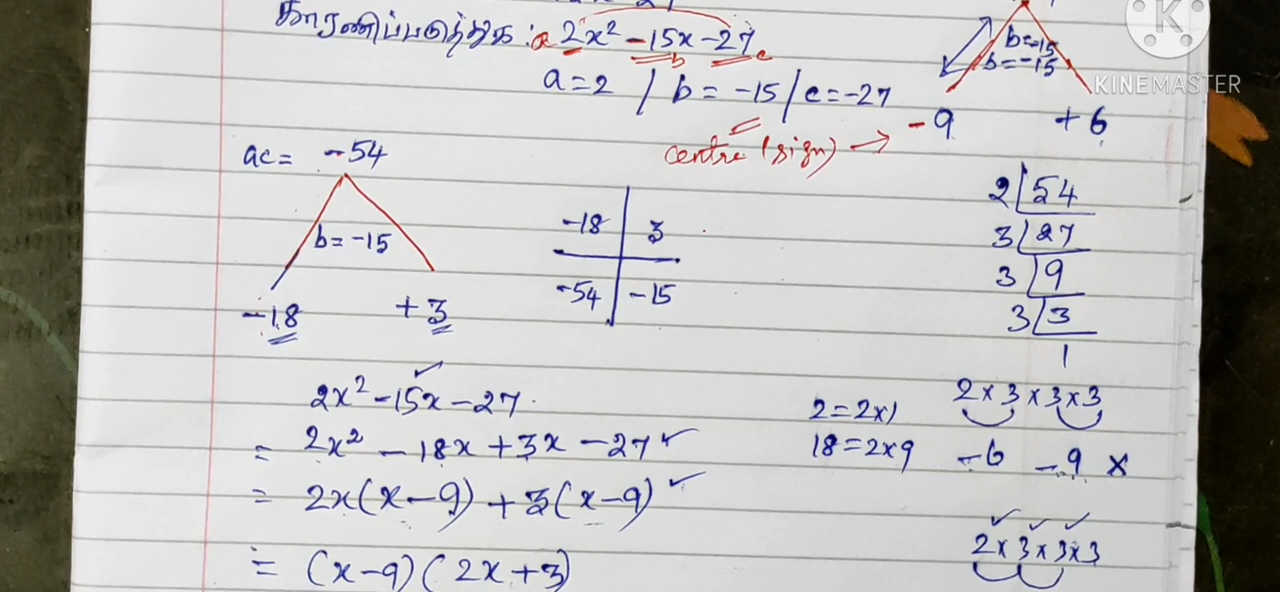 காரணிப்படுத்துக : a 2x² - 15x - 27 c
b
a = 2 / b = -15 / c = -27
centre (sign) →
b = -15
b = -15
-9 +6
KINEMASTER
ac = -54
b = -15
-18 +3
-18 | 3
-54 | -15
2 | 54
3 | 27
3 | 9
3 | 3
1
2 x 3 x 3 x 3
-6 -9 x
2 x 3 x 3 x 3
2x² - 15x - 27.
= 2x² - 18x + 3x - 27 ✓
= 2x(x - 9) + 3(x - 9) ✓
= (x - 9)(2x + 3)
2 = 2 x 1
18 = 2 x 9